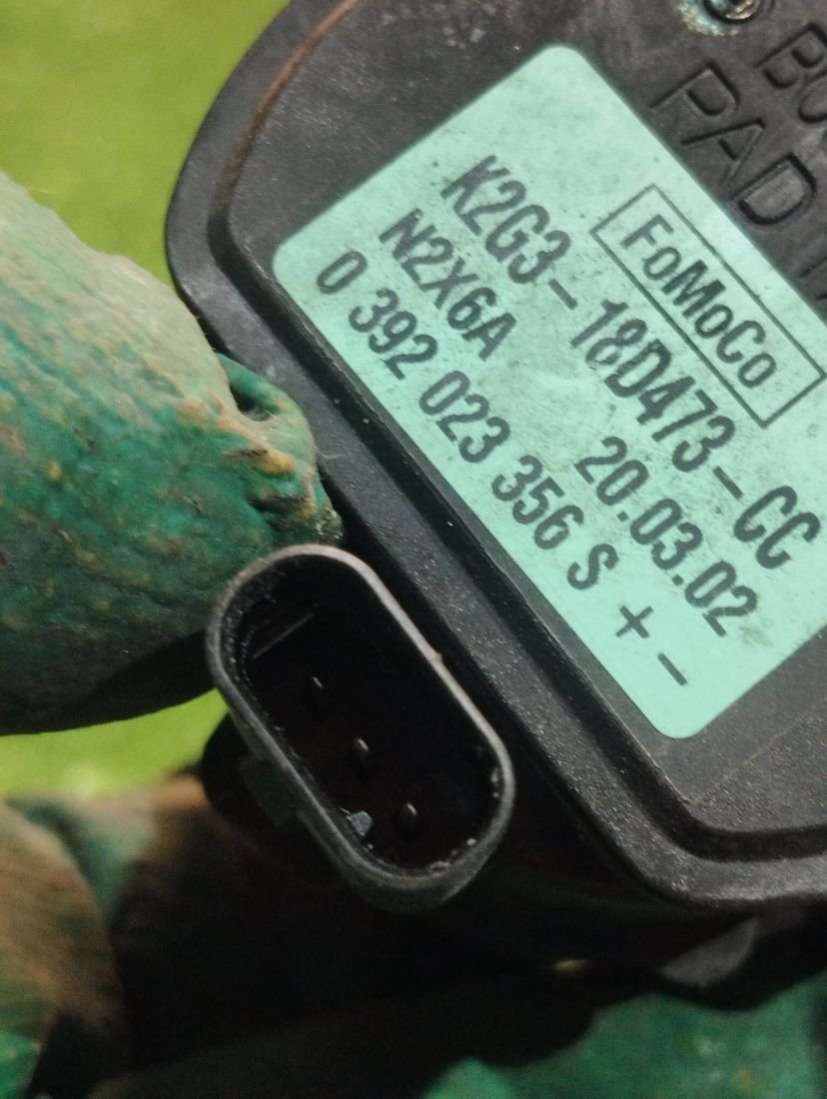 FoMoCo
K2G3-18D473-CC
N2X6A 20.03.02
0 392 023 356 S + -